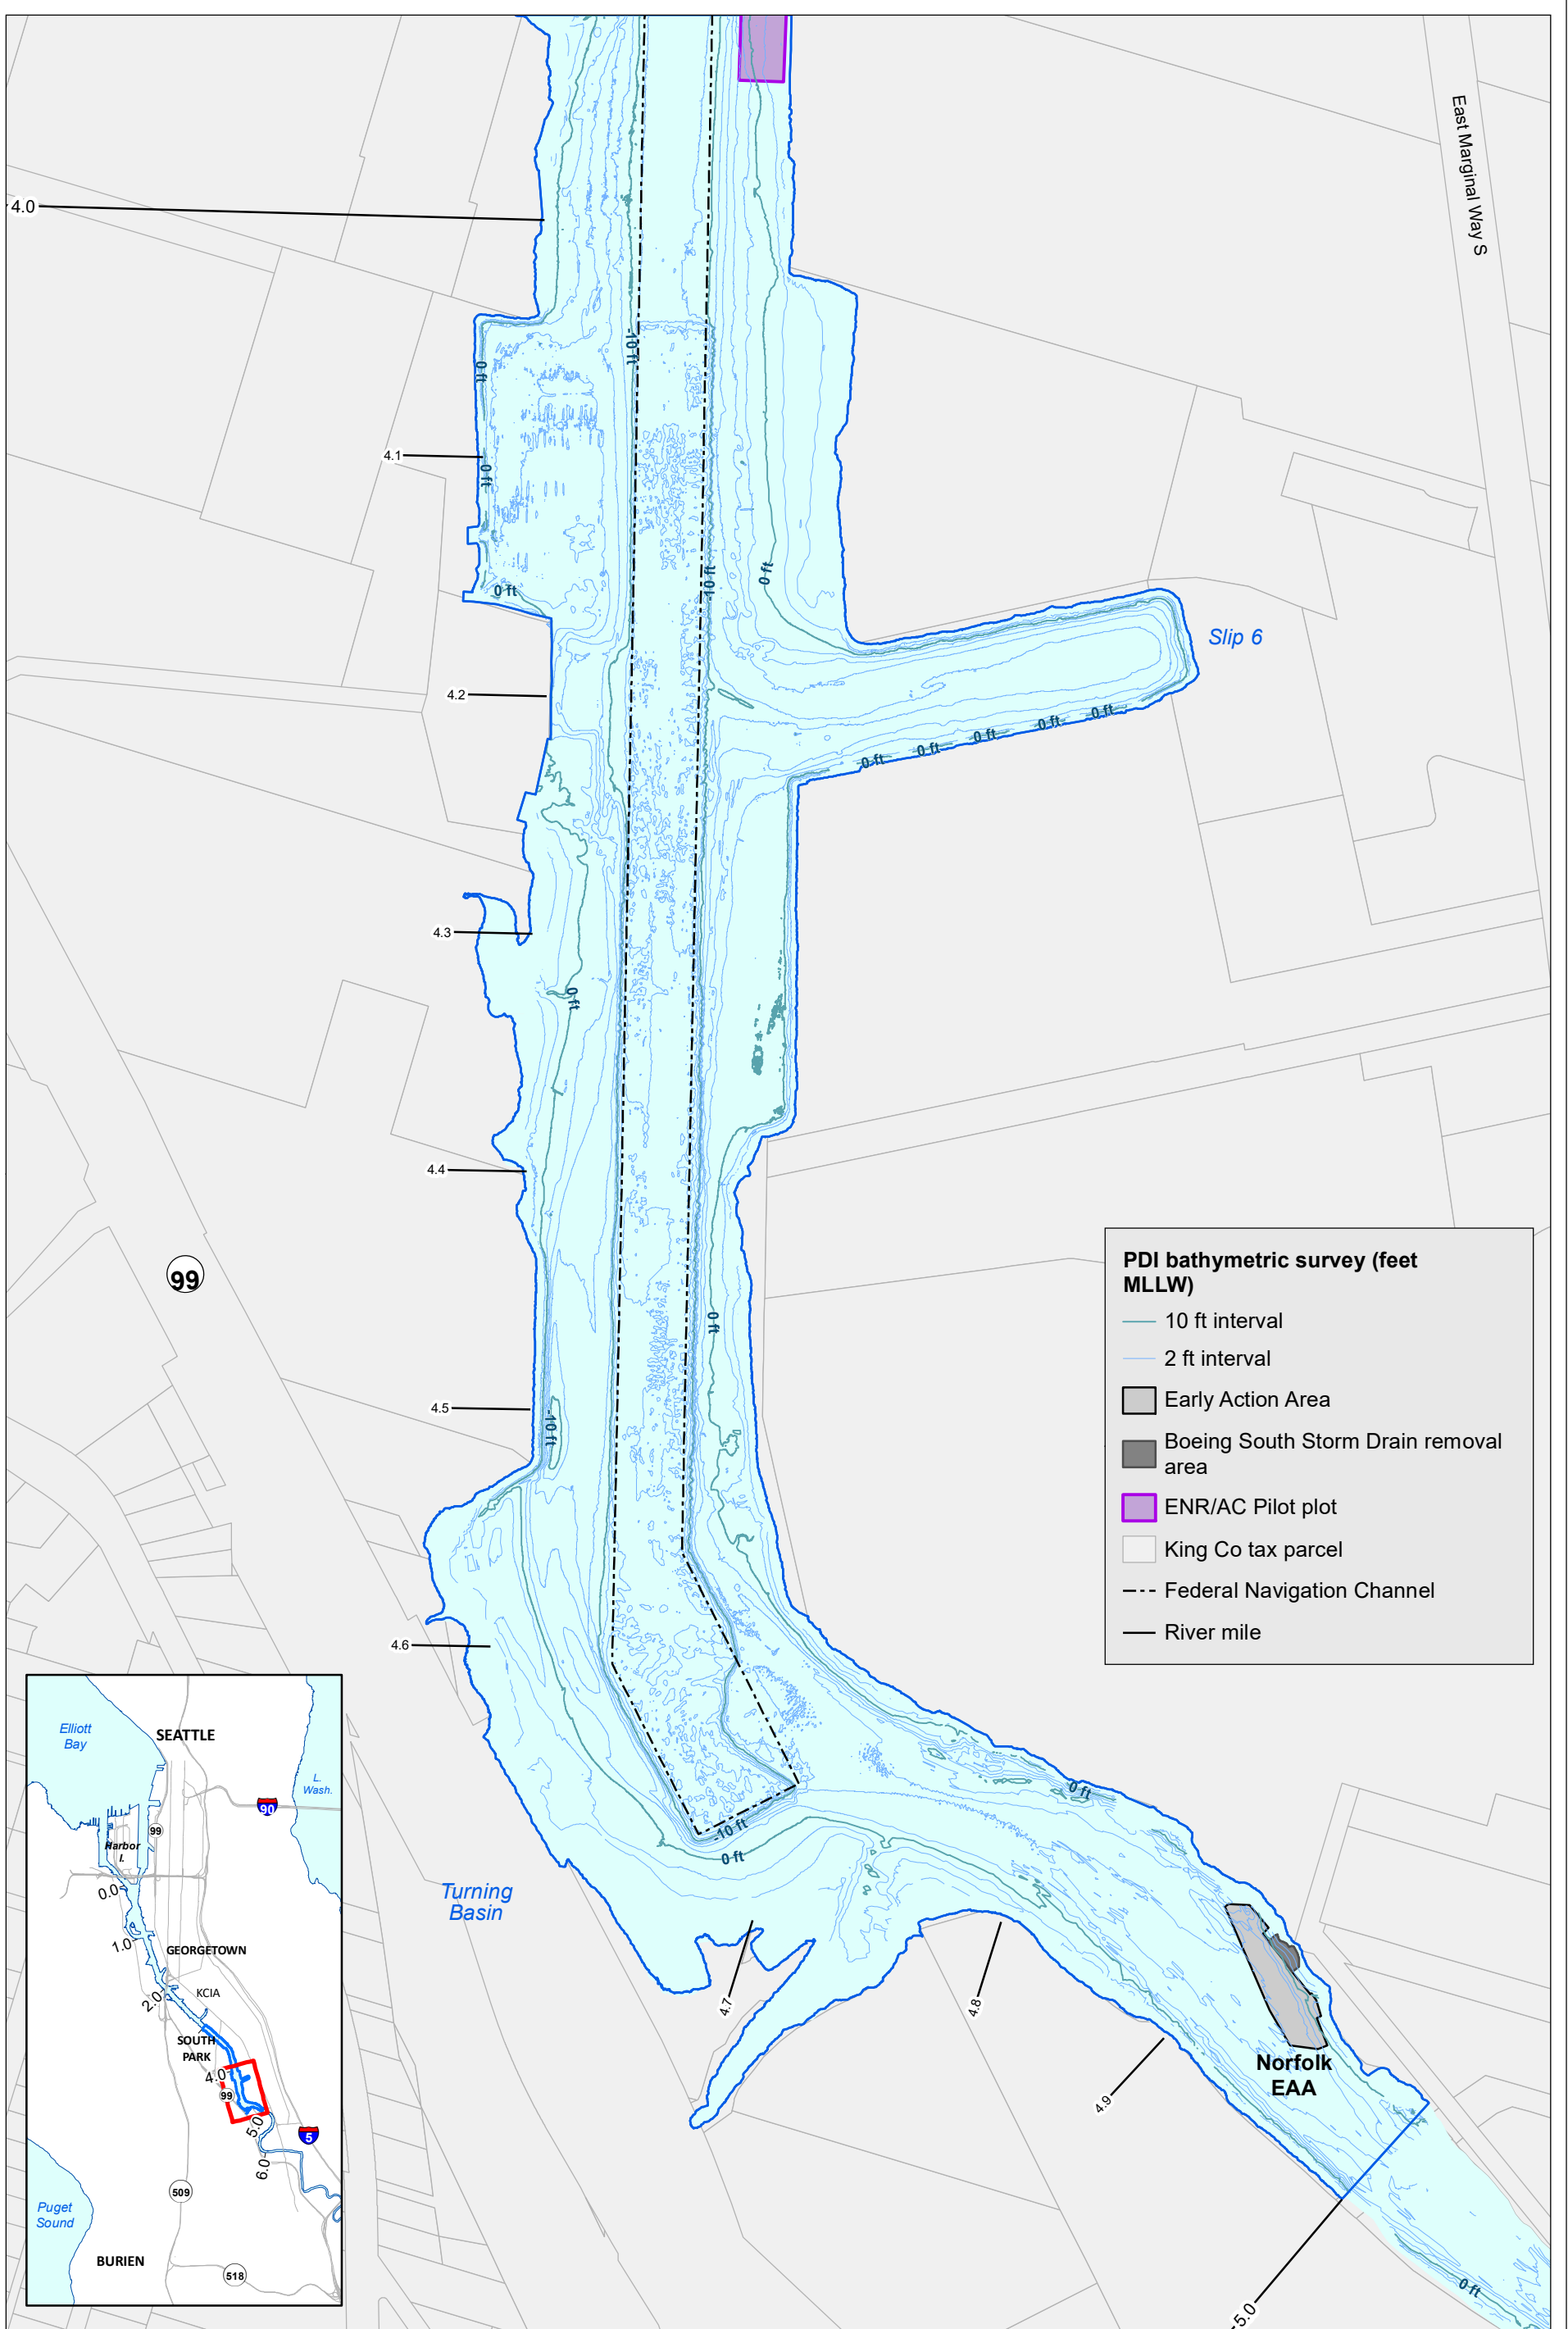 East Marginal Way S
4.0
-10 ft
0 ft
4.1
0 ft
0 ft
-10 ft
0 ft
Slip 6
4.2
0 ft
0 ft
0 ft
0 ft
0 ft
4.3
0 ft
4.4
99
0 ft
4.5
-10 ft
4.6
PDI bathymetric survey (feet
MLLW)
10 ft interval
2 ft interval
Early Action Area
Boeing South Storm Drain removal
area
ENR/AC Pilot plot
King Co tax parcel
Federal Navigation Channel
River mile
0 ft
-10 ft
0 ft
Turning
Basin
4.7
4.8
4.9
Norfolk
EAA
5.0
0 ft
Elliott
Bay
SEATTLE
L.
Wash.
90
99
Harbor
I.
0.0
1.0
GEORGETOWN
2.0
KCIA
SOUTH
PARK
4.0
99
5.0
5
6.0
509
Puget
Sound
BURIEN
518